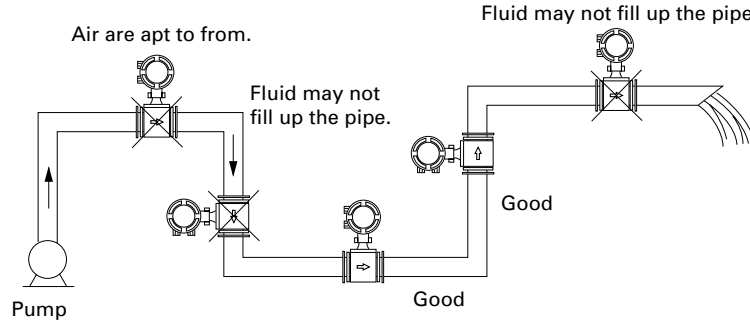 Fluid may not fill up the pipe
Air are apt to from.
Fluid may not
fill up the pipe.
Good
Good
Pump